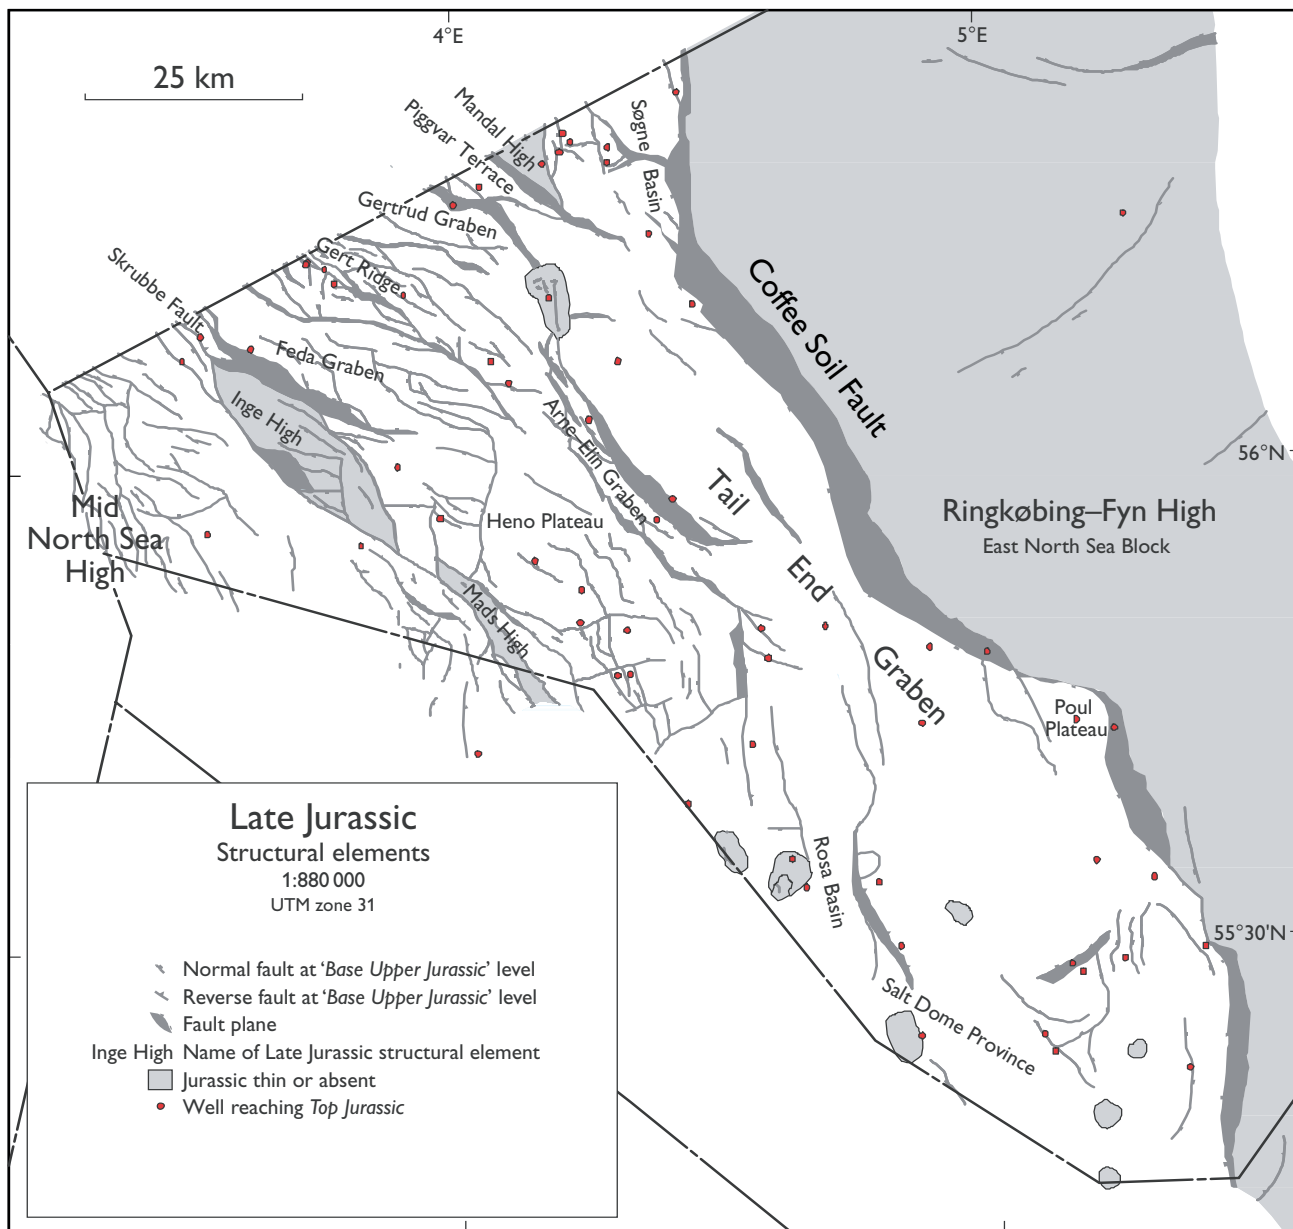 4°E
5°E
25 km
Mandal High
Piggvar Terrace
Søgne
Basin
Gertrud Graben
Gert Ridge
Skrubbe Fault
Feda Graben
Coffee Soil Fault
Inge High
Arne–Elin Graben
56°N
Tail
End
Graben
Mid
North Sea
High
Heno Plateau
Ringkøbing–Fyn High
East North Sea Block
Mads High
Poul
Plateau
Rosa Basin
55°30'N
Salt Dome Province
Late Jurassic
Structural elements
1:880 000
UTM zone 31
Normal fault at ‘Base Upper Jurassic’ level
Reverse fault at ‘Base Upper Jurassic’ level
Fault plane
Inge High Name of Late Jurassic structural element
Jurassic thin or absent
Well reaching Top Jurassic